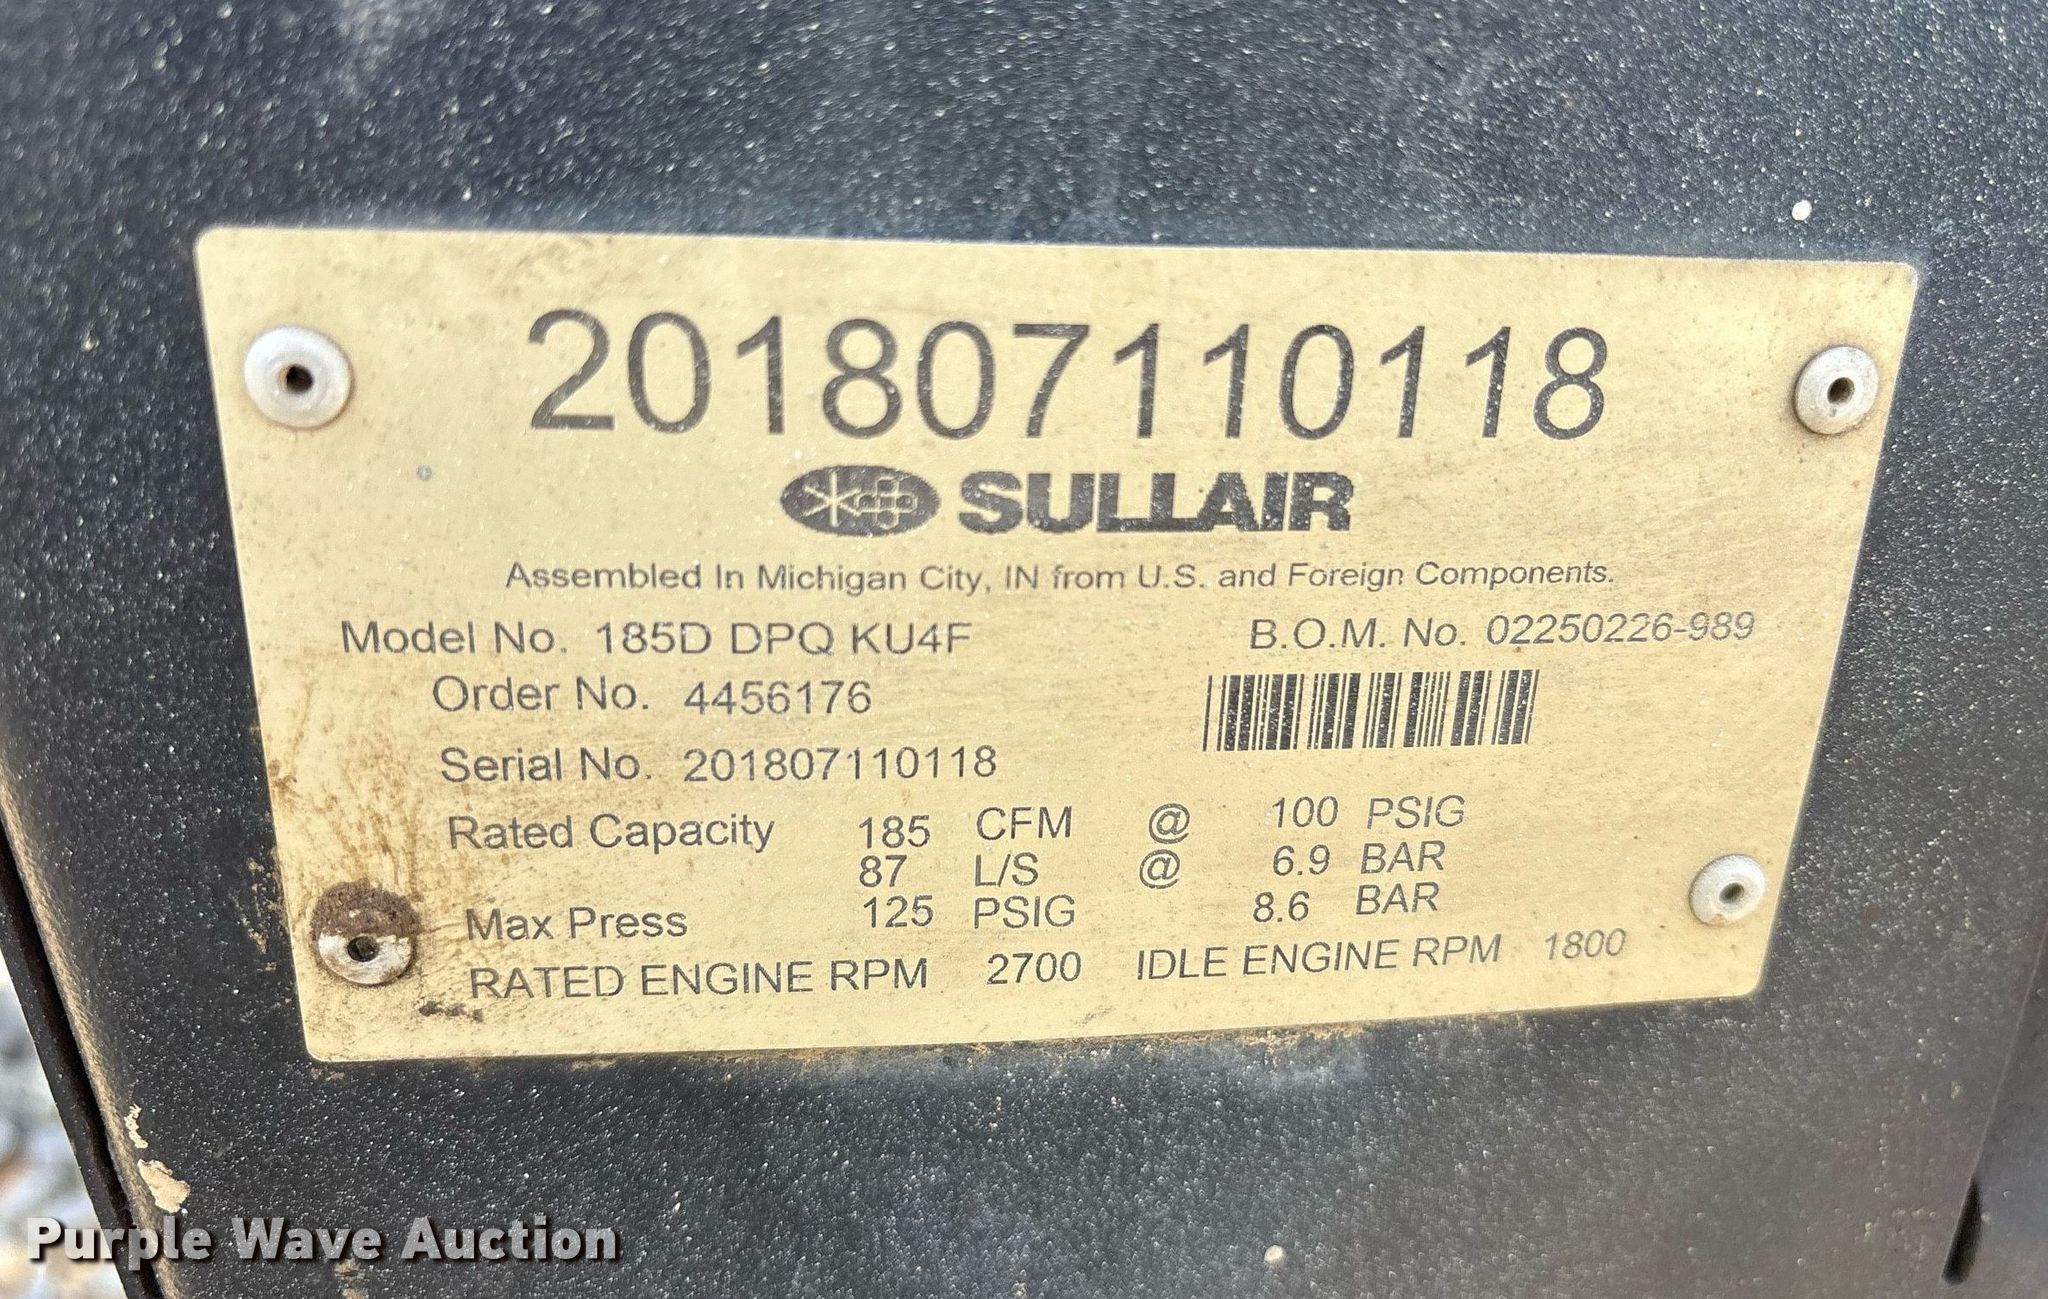 201807110118
SULLAIR
Assembled In Michigan City, IN from U.S. and Foreign Components.
Model No. 185D DPQ KU4F B.O.M. No. 02250226-989
Order No. 4456176
Serial No. 201807110118
Rated Capacity 185 CFM @ 100 PSIG
87 L/S @ 6.9 BAR
Max Press 125 PSIG 8.6 BAR
RATED ENGINE RPM 2700 IDLE ENGINE RPM 1800
Purple Wave Auction